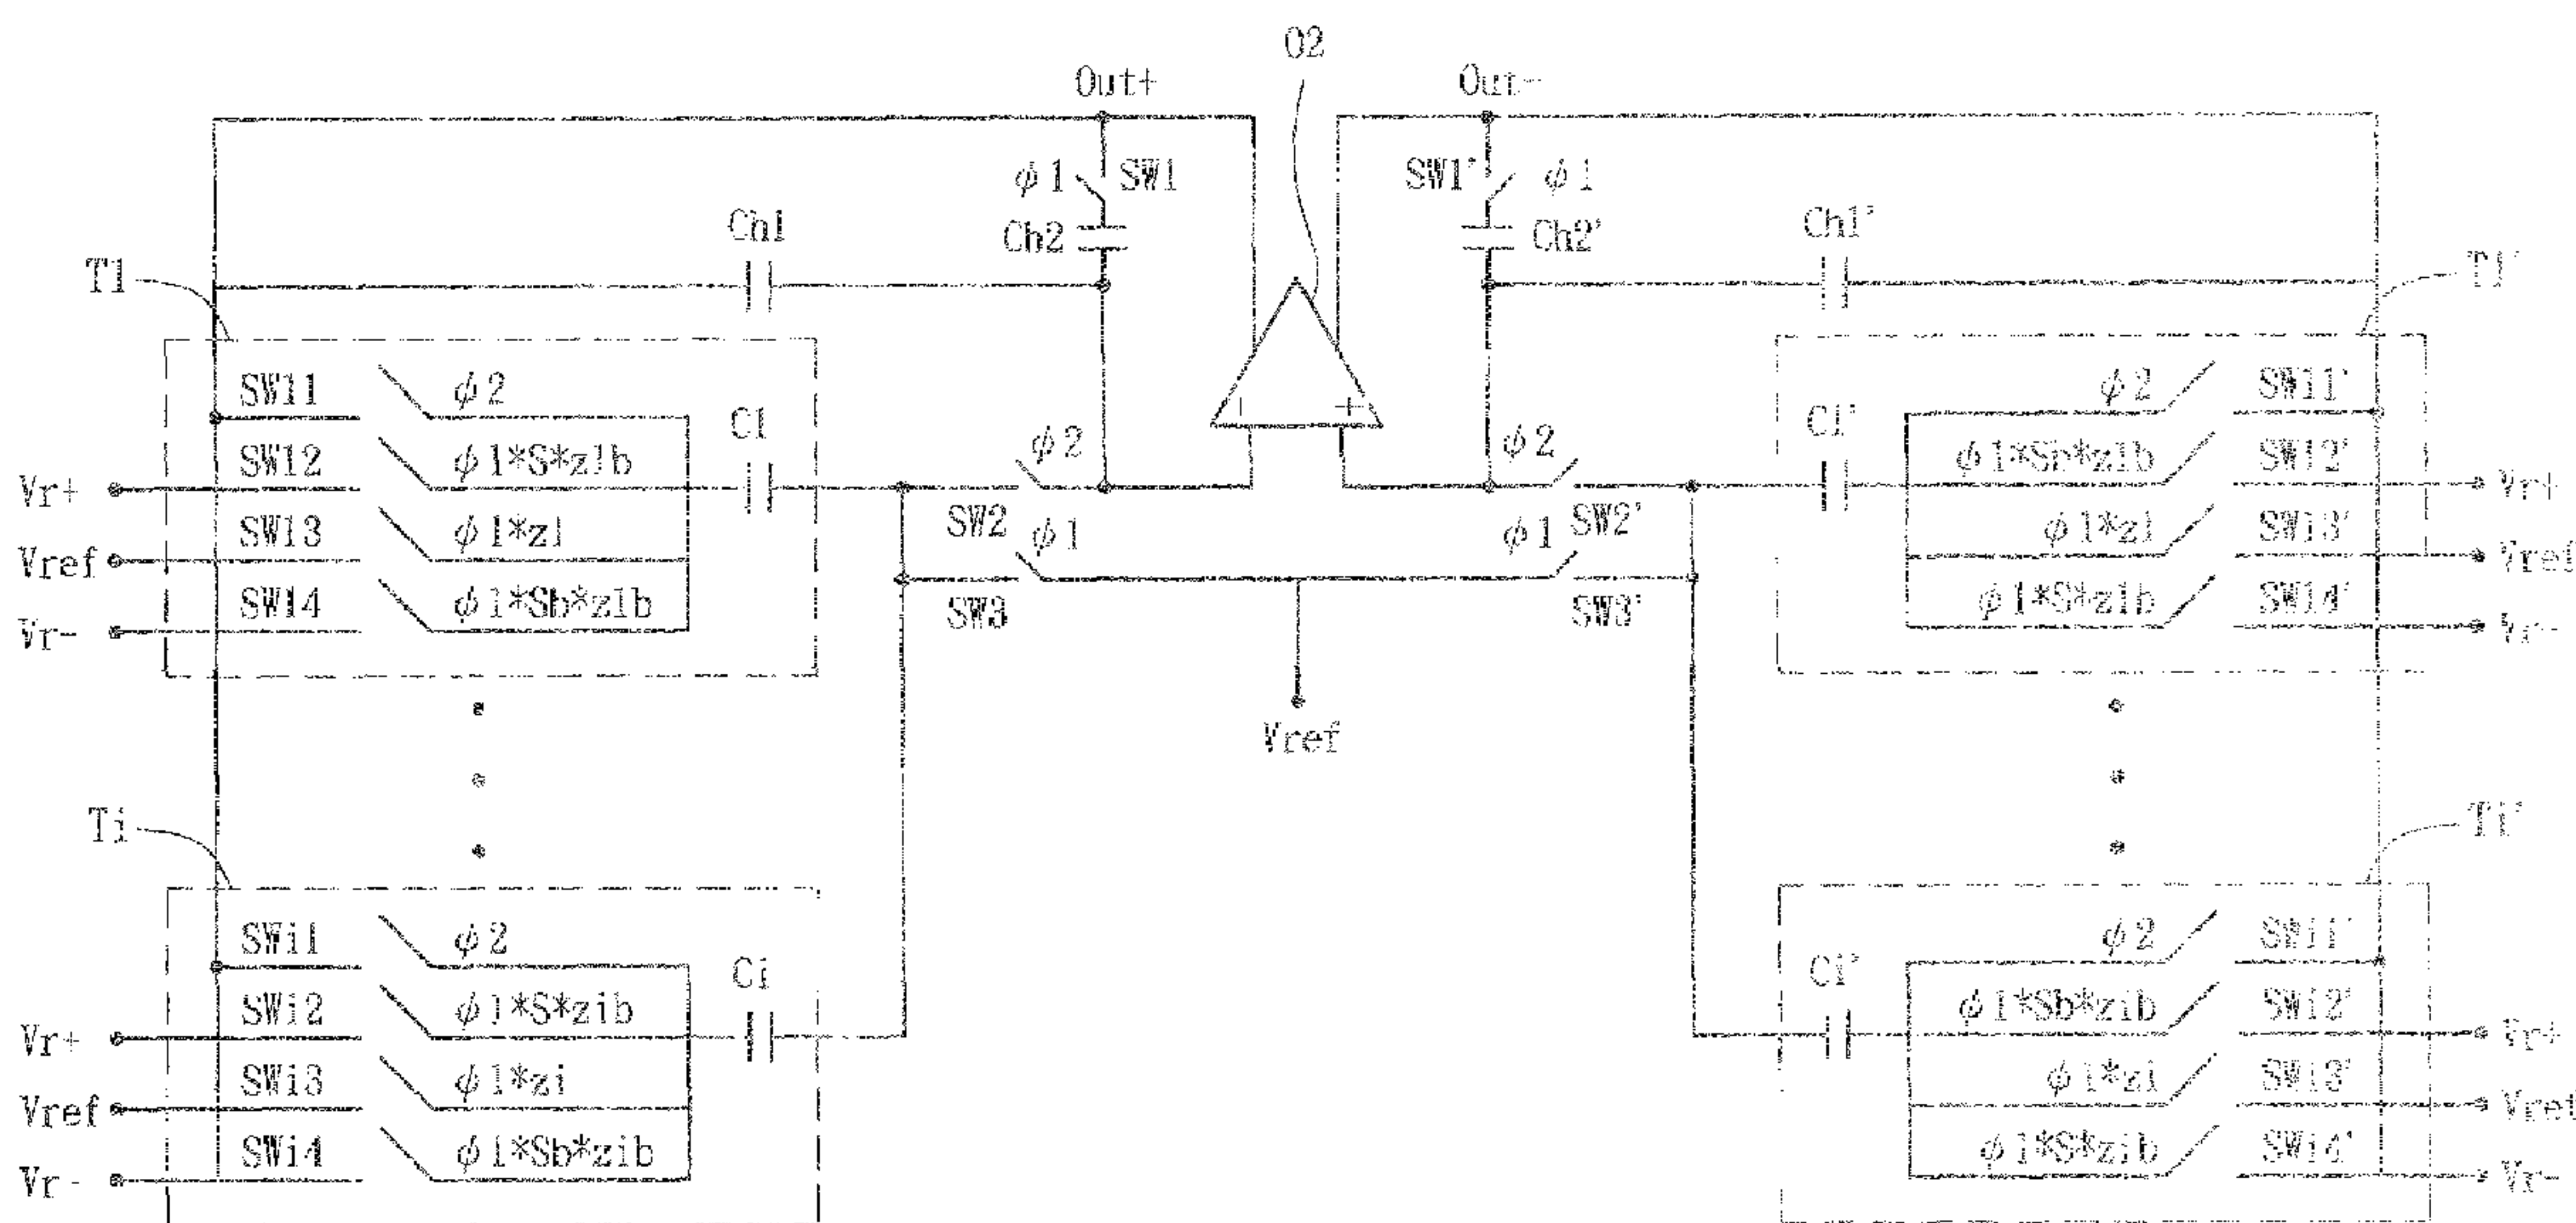 O2
Out+ Out-
φ1 SW1 SW1' φ1
Ch1 Ch2 Ch2' Ch1'
T1 T1'
SW11 φ2 φ2 SW11'
C1 C1'
SW12 φ1*S*z1b φ2 - + φ2 φ1*Sb*z1b SW12'
Vr+ Vr+
SW13 φ1*z1 SW2 φ1 φ1 SW2' φ1*z1 SW13'
Vref Vref
SW14 φ1*Sb*z1b SW3 SW3' φ1*S*z1b SW14'
Vr- Vr-
Vref
Ti Ti'
SWi1 φ2 φ2 SWi1'
Ci Ci'
SWi2 φ1*S*zib φ1*Sb*zib SWi2'
Vr+ Vr+
SWi3 φ1*zi φ1*zi SWi3'
Vref Vref
SWi4 φ1*Sb*zib φ1*S*zib SWi4'
Vr- Vr-